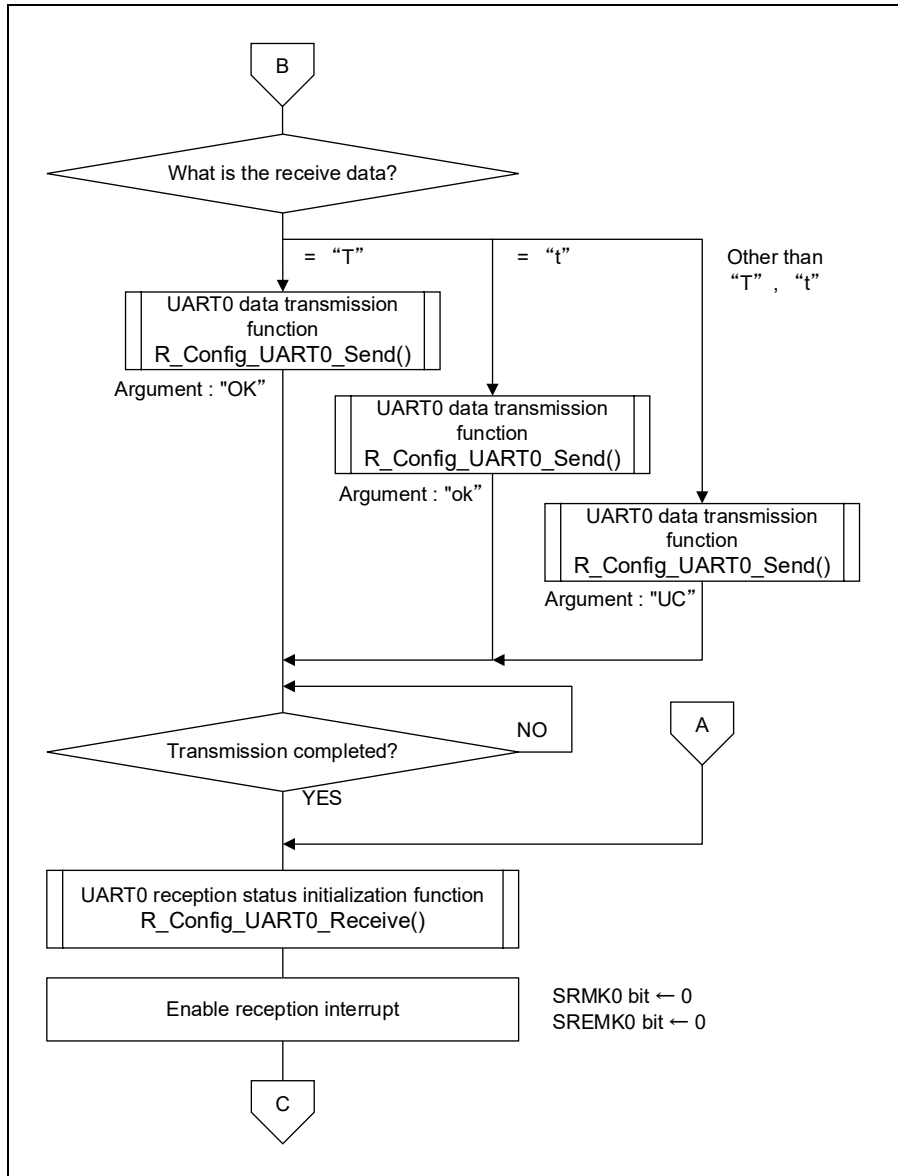 B
What is the receive data?
= “T”
= “t”
Other than
“T” , “t”
UART0 data transmission
function
R_Config_UART0_Send()
Argument : "OK”
UART0 data transmission
function
R_Config_UART0_Send()
Argument : "ok”
UART0 data transmission
function
R_Config_UART0_Send()
Argument : "UC”
Transmission completed?
NO
A
YES
UART0 reception status initialization function
R_Config_UART0_Receive()
Enable reception interrupt
SRMK0 bit ← 0
SREMK0 bit ← 0
C